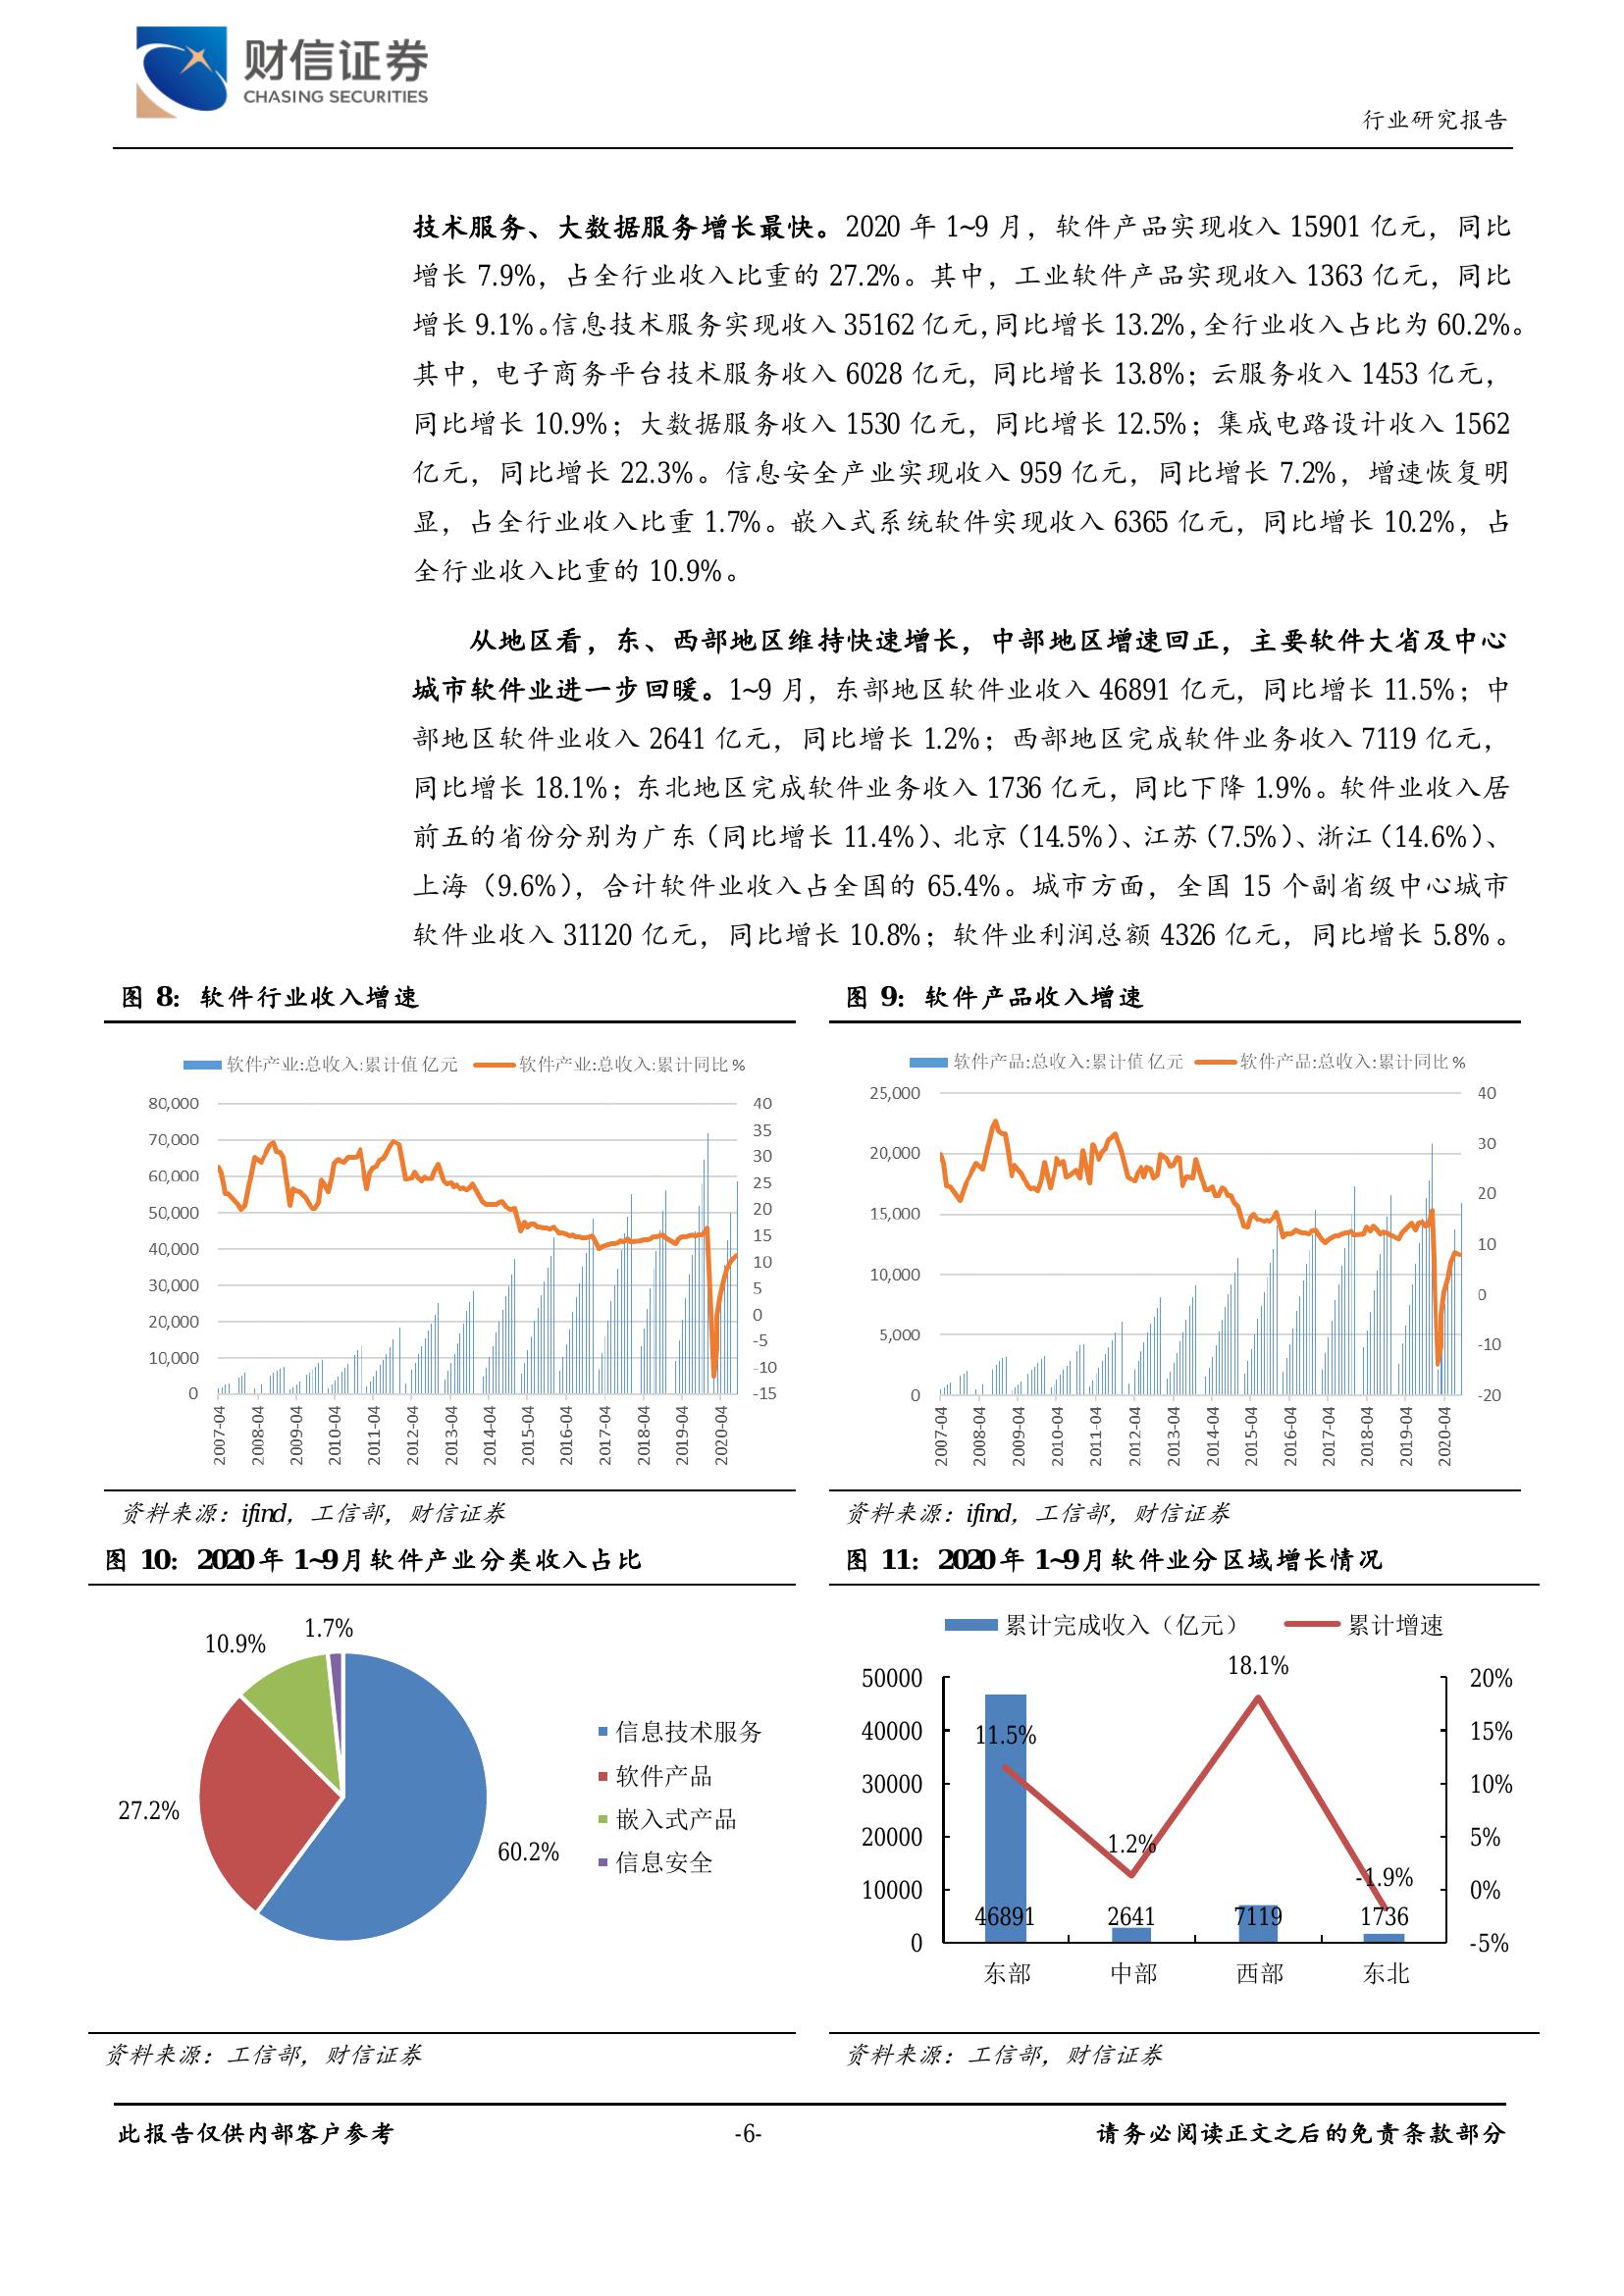 财信证券
CHASING SECURITIES
行业研究报告
技术服务、大数据服务增长最快。2020 年 1~9 月，软件产品实现收入 15901 亿元，同比
增长 7.9%，占全行业收入比重的 27.2%。其中，工业软件产品实现收入 1363 亿元，同比
增长 9.1%。信息技术服务实现收入 35162 亿元，同比增长 13.2%，全行业收入占比为 60.2%。
其中，电子商务平台技术服务收入 6028 亿元，同比增长 13.8%；云服务收入 1453 亿元，
同比增长 10.9%；大数据服务收入 1530 亿元，同比增长 12.5%；集成电路设计收入 1562
亿元，同比增长 22.3%。信息安全产业实现收入 959 亿元，同比增长 7.2%，增速恢复明
显，占全行业收入比重 1.7%。嵌入式系统软件实现收入 6365 亿元，同比增长 10.2%，占
全行业收入比重的 10.9%。
从地区看，东、西部地区维持快速增长，中部地区增速回正，主要软件大省及中心
城市软件业进一步回暖。1~9 月，东部地区软件业收入 46891 亿元，同比增长 11.5%；中
部地区软件业收入 2641 亿元，同比增长 1.2%；西部地区完成软件业务收入 7119 亿元，
同比增长 18.1%；东北地区完成软件业务收入 1736 亿元，同比下降 1.9%。软件业收入居
前五的省份分别为广东（同比增长 11.4%）、北京（14.5%）、江苏（7.5%）、浙江（14.6%）、
上海（9.6%），合计软件业收入占全国的 65.4%。城市方面，全国 15 个副省级中心城市
软件业收入 31120 亿元，同比增长 10.8%；软件业利润总额 4326 亿元，同比增长 5.8%。
图 8：软件行业收入增速
软件产业:总收入:累计值 亿元 软件产业:总收入:累计同比 %
80,000
70,000
60,000
50,000
40,000
30,000
20,000
10,000
0
40
35
30
25
20
15
10
5
0
-5
-10
-15
2007-04
2008-04
2009-04
2010-04
2011-04
2012-04
2013-04
2014-04
2015-04
2016-04
2017-04
2018-04
2019-04
2020-04
资料来源：ifind，工信部，财信证券
图 9：软件产品收入增速
软件产品:总收入:累计值 亿元 软件产品:总收入:累计同比 %
25,000
20,000
15,000
10,000
5,000
0
40
30
20
10
0
-10
-20
2007-04
2008-04
2009-04
2010-04
2011-04
2012-04
2013-04
2014-04
2015-04
2016-04
2017-04
2018-04
2019-04
2020-04
资料来源：ifind，工信部，财信证券
图 10：2020 年 1~9 月软件产业分类收入占比
1.7%
10.9%
27.2%
60.2%
信息技术服务
软件产品
嵌入式产品
信息安全
资料来源：工信部，财信证券
图 11：2020 年 1~9 月软件业分区域增长情况
累计完成收入（亿元） 累计增速
50000
40000
30000
20000
10000
0
20%
15%
10%
5%
0%
-5%
11.5%
1.2%
18.1%
-1.9%
46891
2641
7119
1736
东部
中部
西部
东北
资料来源：工信部，财信证券
此报告仅供内部客户参考
-6-
请务必阅读正文之后的免责条款部分